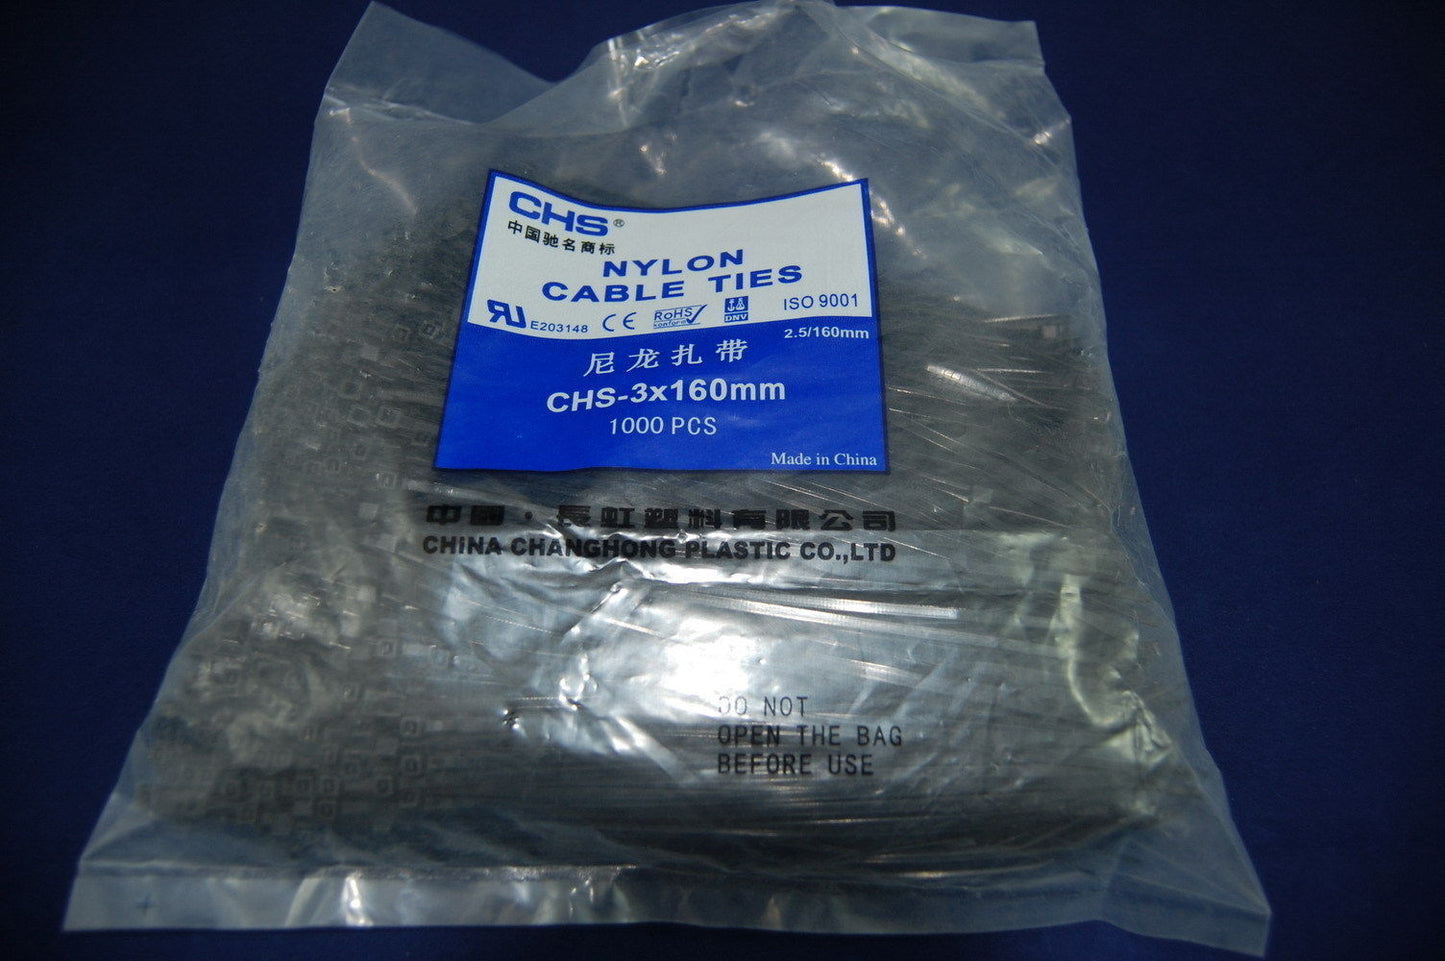 CHS®
中国驰名商标
NYLON
CABLE TIES
RU E203148 CE RoHS konform DNV ISO 9001
2.5/160mm
尼龙扎带
CHS-3x160mm
1000 PCS
Made in China
中國·長虹塑料有限公司
CHINA CHANGHONG PLASTIC CO.,LTD
DO NOT
OPEN THE BAG
BEFORE USE